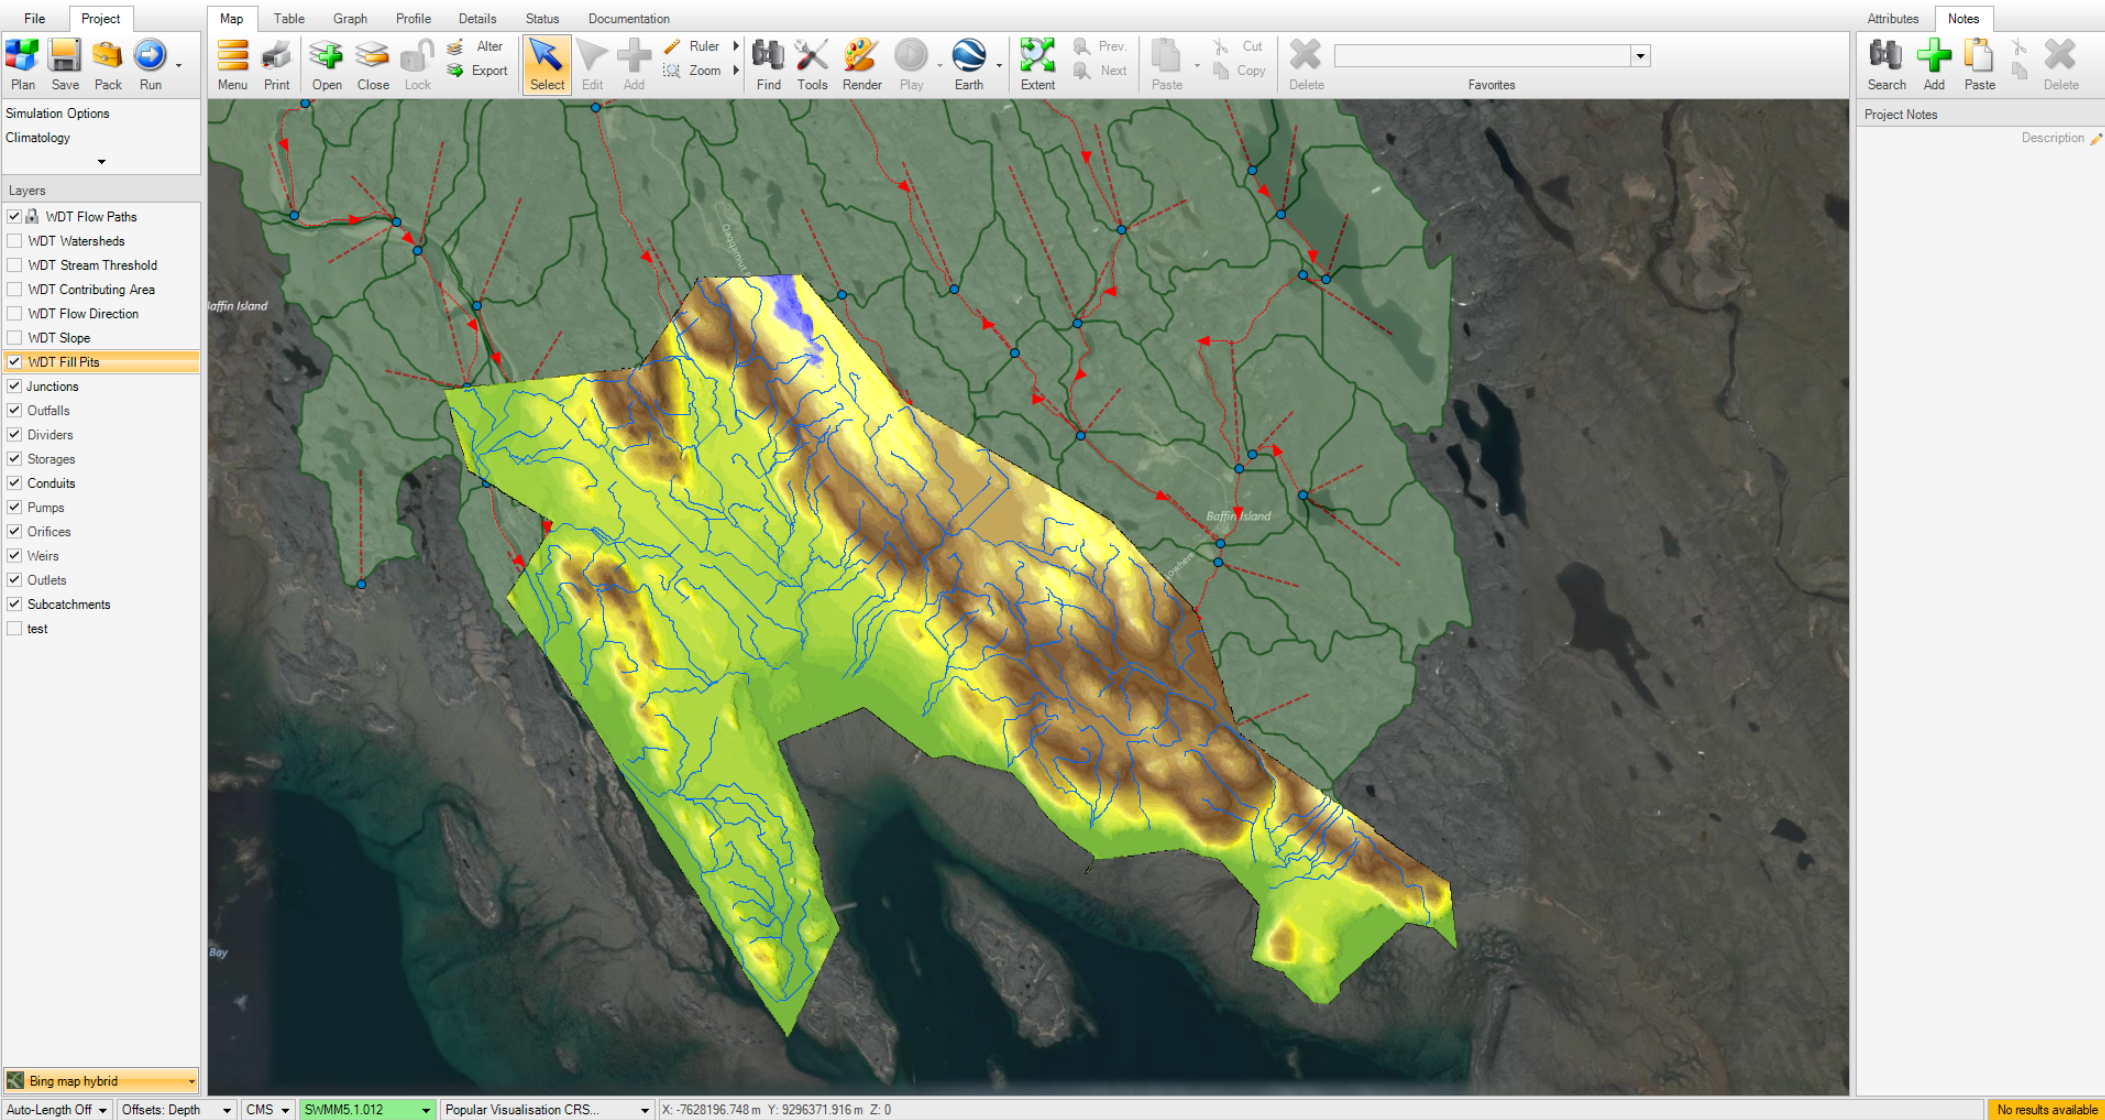 File
Project
Map
Table
Graph
Profile
Details
Status
Documentation
Attributes
Notes
Plan
Save
Pack
Run
Menu
Print
Open
Close
Lock
Alter
Export
Select
Edit
Add
Ruler
Zoom
Find
Tools
Render
Play
Earth
Extent
Prev.
Next
Paste
Cut
Copy
Delete
Favorites
Search
Add
Paste
Delete
Simulation Options
Climatology
Layers
WDT Flow Paths
WDT Watersheds
WDT Stream Threshold
WDT Contributing Area
WDT Flow Direction
WDT Slope
WDT Fill Pits
Junctions
Outfalls
Dividers
Storages
Conduits
Pumps
Orifices
Weirs
Outlets
Subcatchments
test
Baffin Island
Bay
Project Notes
Description
Bing map hybrid
Auto-Length Off
Offsets: Depth
CMS
SWMM5.1.012
Popular Visualisation CRS...
X: -7628196.748 m Y: 9296371.916 m Z: 0
No results available